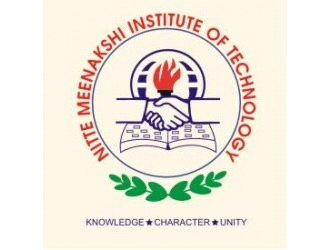 NITTE MEENAKSHI INSTITUTE OF TECHNOLOGY
KNOWLEDGE★CHARACTER★UNITY